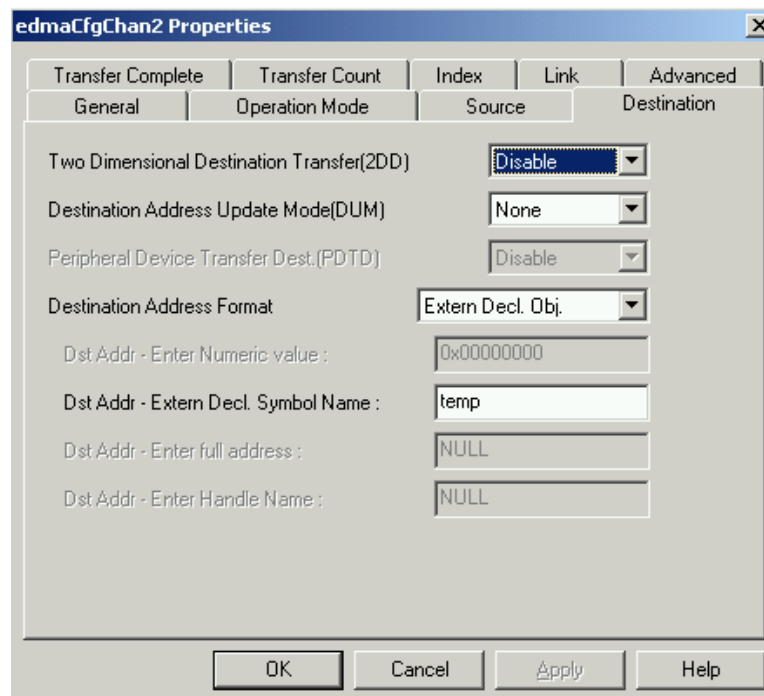 edmaCfgChan2 Properties
Transfer Complete Transfer Count Index Link Advanced
General Operation Mode Source Destination
Two Dimensional Destination Transfer(2DD) Disable
Destination Address Update Mode(DUM) None
Peripheral Device Transfer Dest.(PDTD) Disable
Destination Address Format Extern Decl. Obj.
Dst Addr - Enter Numeric value : 0x00000000
Dst Addr - Extern Decl. Symbol Name : temp
Dst Addr - Enter full address : NULL
Dst Addr - Enter Handle Name : NULL
OK Cancel Apply Help